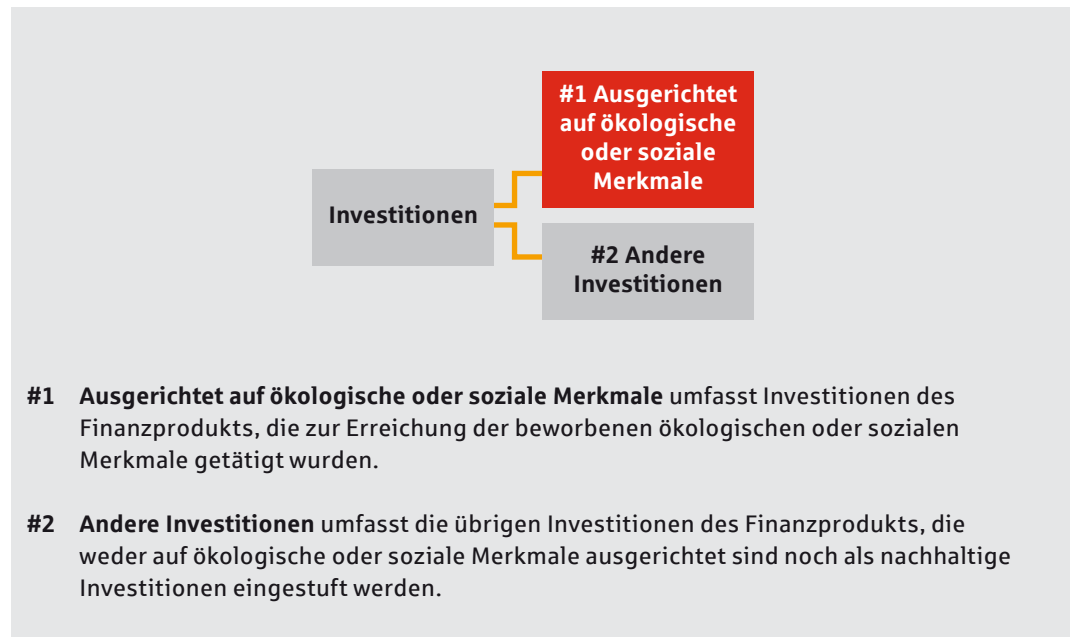 #1 Ausgerichtet
auf ökologische
oder soziale
Merkmale
Investitionen
#2 Andere
Investitionen
#1 Ausgerichtet auf ökologische oder soziale Merkmale umfasst Investitionen des
Finanzprodukts, die zur Erreichung der beworbenen ökologischen oder sozialen
Merkmale getätigt wurden.
#2 Andere Investitionen umfasst die übrigen Investitionen des Finanzprodukts, die
weder auf ökologische oder soziale Merkmale ausgerichtet sind noch als nachhaltige
Investitionen eingestuft werden.